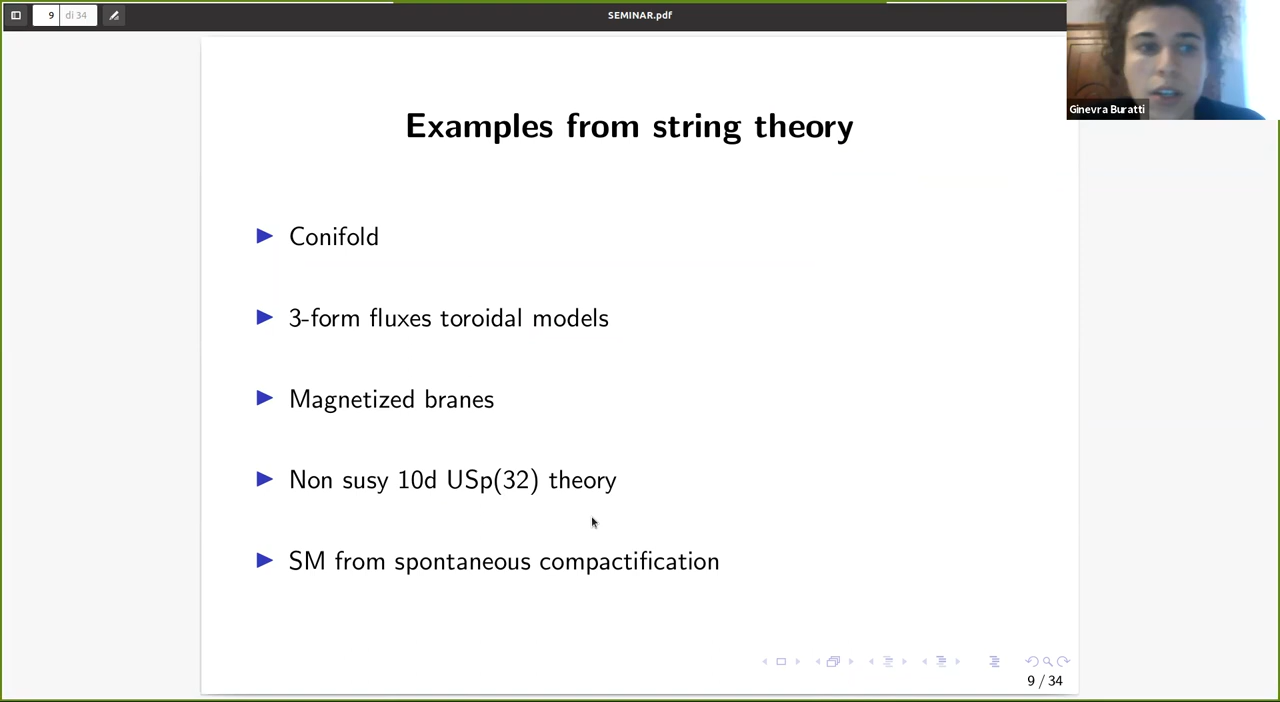 9 di 34
SEMINAR.pdf
Ginevra Buratti
Examples from string theory
Conifold
3-form fluxes toroidal models
Magnetized branes
Non susy 10d USp(32) theory
SM from spontaneous compactification
9 / 34